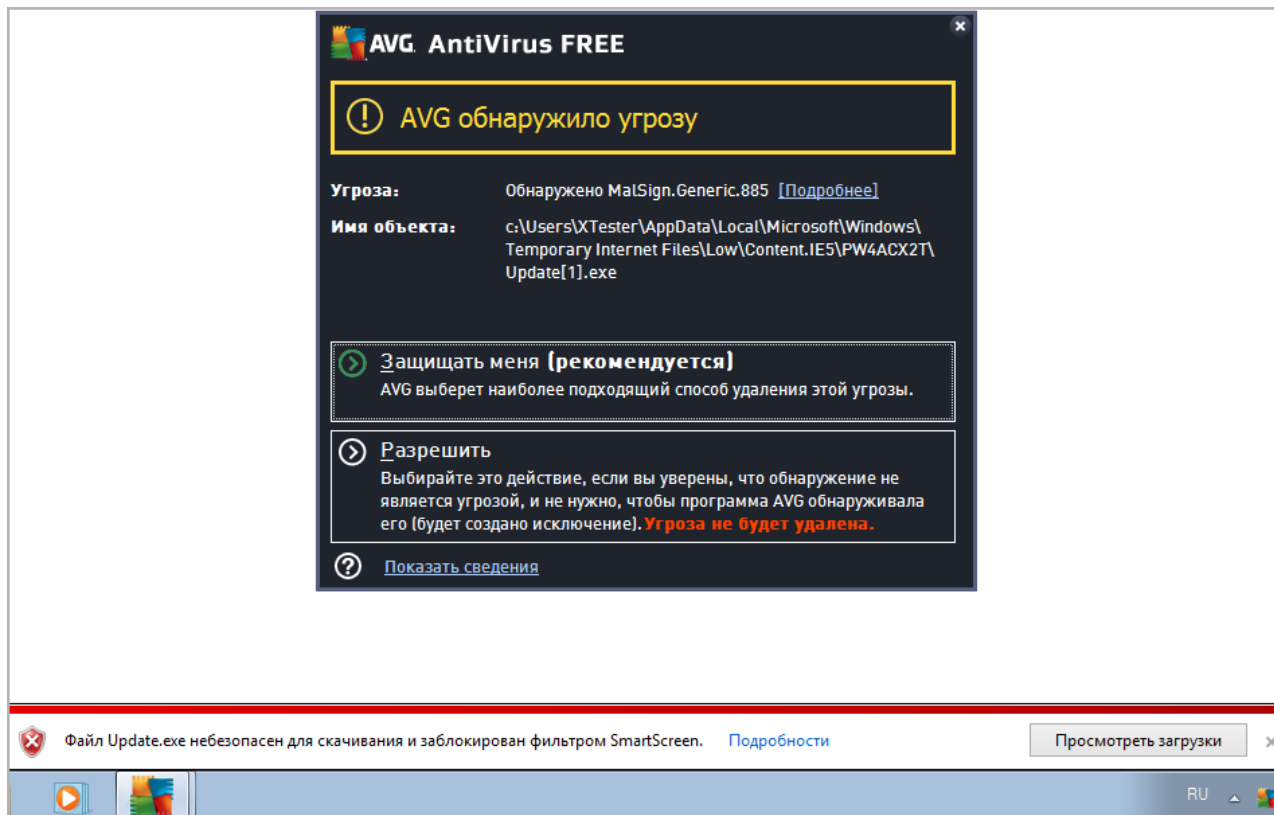 AVG. AntiVirus FREE
AVG обнаружило угрозу
Угроза: Обнаружено MalSign.Generic.885 [Подробнее]
Имя объекта: c:\Users\XTester\AppData\Local\Microsoft\Windows\
Temporary Internet Files\Low\Content.IE5\PW4ACX2T\
Update[1].exe
Защищать меня (рекомендуется)
AVG выберет наиболее подходящий способ удаления этой угрозы.
Разрешить
Выбирайте это действие, если вы уверены, что обнаружение не
является угрозой, и не нужно, чтобы программа AVG обнаруживала
его (будет создано исключение). Угроза не будет удалена.
Показать сведения
Файл Update.exe небезопасен для скачивания и заблокирован фильтром SmartScreen. Подробности Просмотреть загрузки
RU